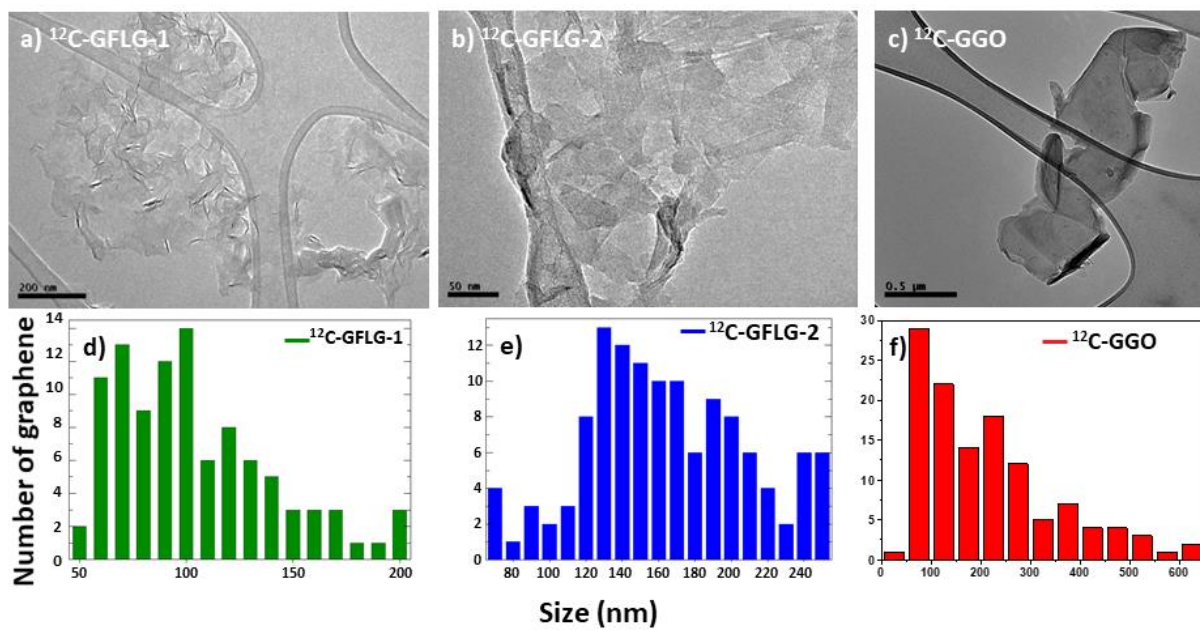 a) ¹²C-GFLG-1
200 nm
b) ¹²C-GFLG-2
50 nm
c) ¹²C-GGO
0.5 µm
Number of graphene
14
12
10
8
6
4
2
0
d)
¹²C-GFLG-1
50 100 150 200
12
10
8
6
4
2
0
e)
¹²C-GFLG-2
80 100 120 140 160 180 200 220 240
30
25
20
15
10
5
0
f)
¹²C-GGO
0 100 200 300 400 500 600
Size (nm)